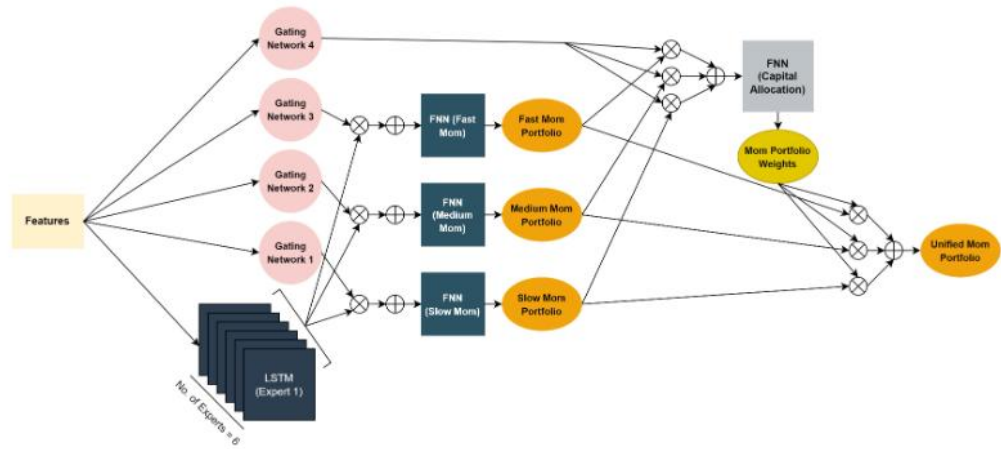 Gating
Network 4
FNN
(Capital
Allocation)
Gating
Network 3
FNN (Fast
Mom)
Fast Mom
Portfolio
Mom Portfolio
Weights
Gating
Network 2
Features
FNN
(Medium
Mom)
Medium Mom
Portfolio
Unified Mom
Portfolio
Gating
Network 1
FNN
(Slow Mom)
Slow Mom
Portfolio
LSTM
(Expert 1)
No. of Experts = 6